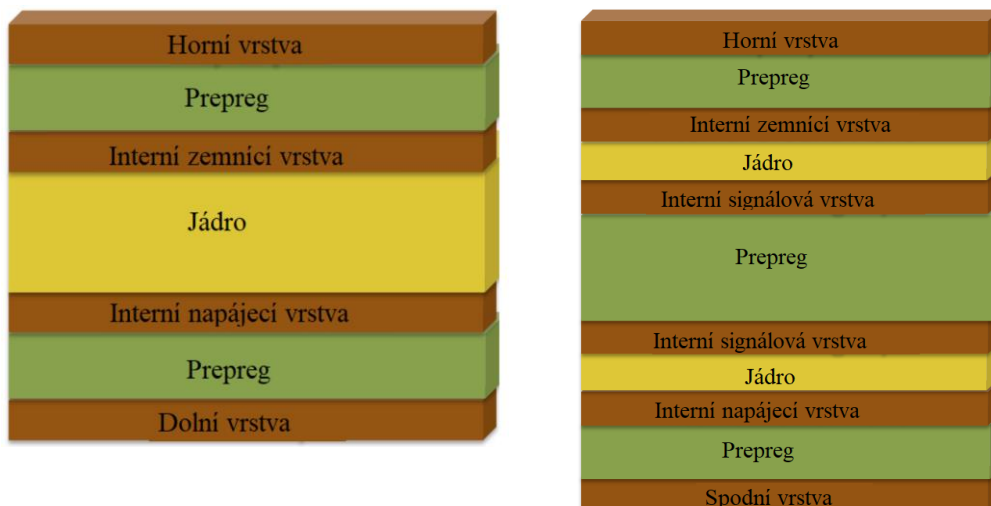 Horní vrstva
Prepreg
Interní zemnící vrstva
Jádro
Interní napájecí vrstva
Prepreg
Dolní vrstva
Horní vrstva
Prepreg
Interní zemnící vrstva
Jádro
Interní signálová vrstva
Prepreg
Interní signálová vrstva
Jádro
Interní napájecí vrstva
Prepreg
Spodní vrstva